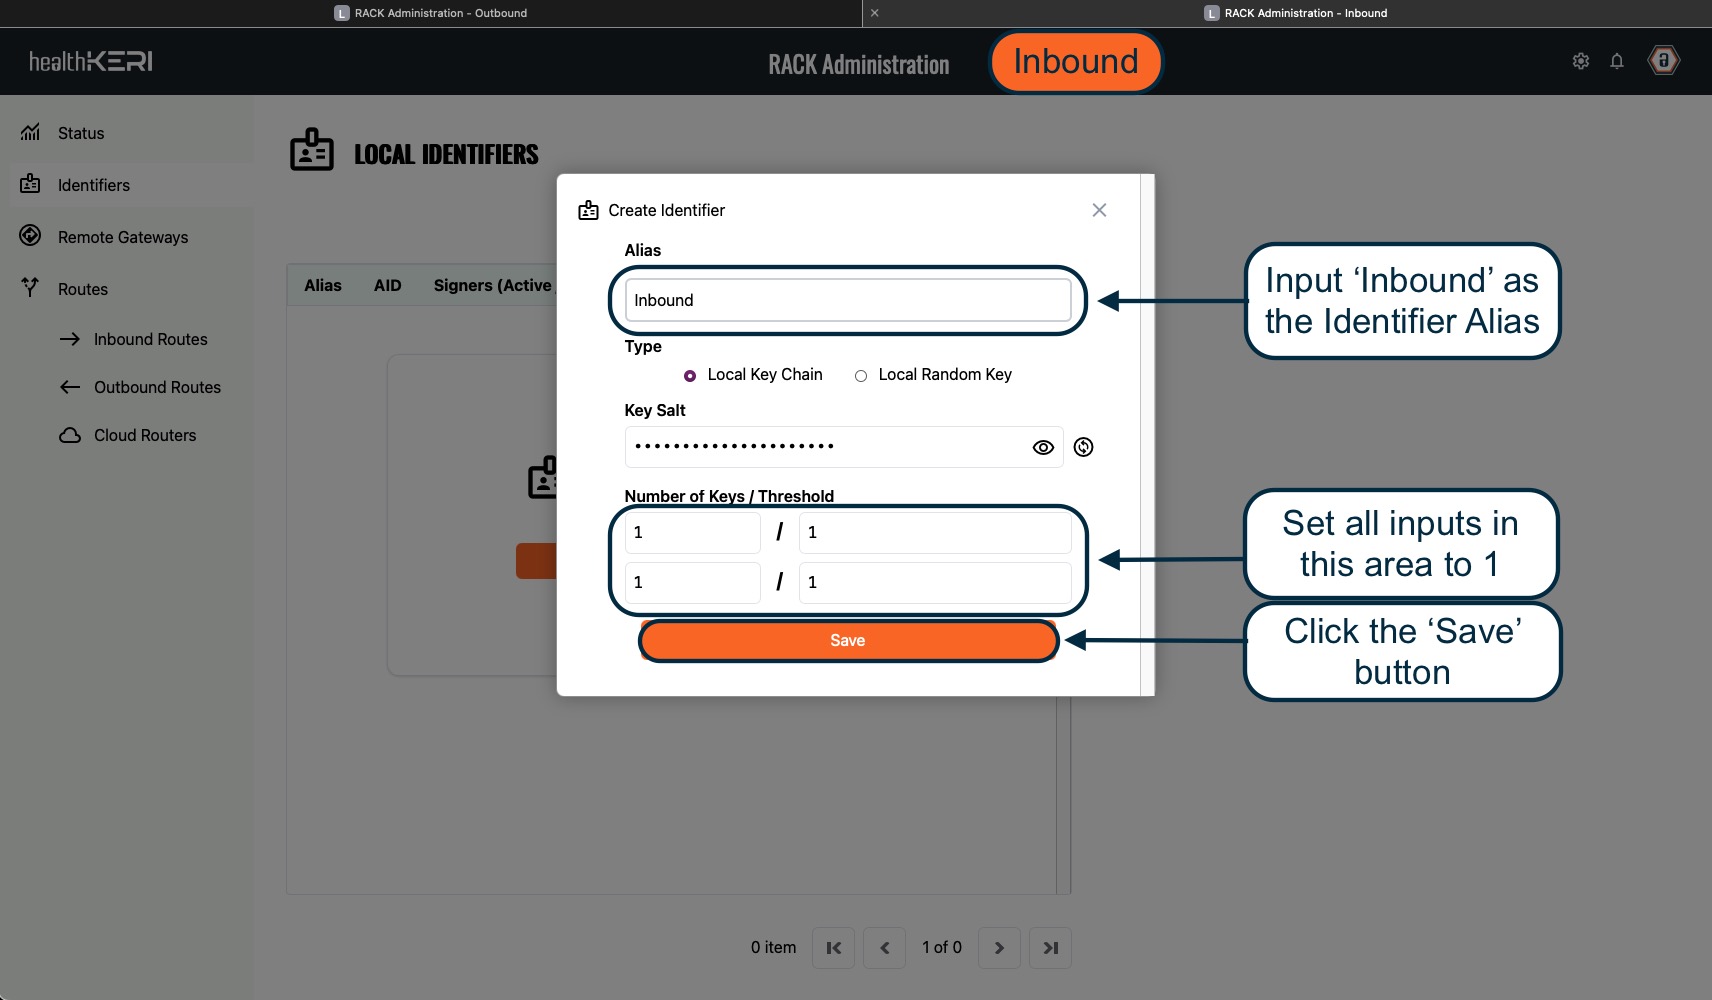 L RACK Administration - Outbound
L RACK Administration - Inbound
healthKERI
RACK Administration
Inbound
Status
Identifiers
Remote Gateways
Routes
Inbound Routes
Outbound Routes
Cloud Routers
LOCAL IDENTIFIERS
Alias AID Signers (Active
Create Identifier
Alias
Inbound
Type
Local Key Chain Local Random Key
Key Salt
•••••••••••••••••••••
Number of Keys / Threshold
1 / 1
1 / 1
Save
Input ‘Inbound’ as
the Identifier Alias
Set all inputs in
this area to 1
Click the ‘Save’
button
0 item 1 of 0